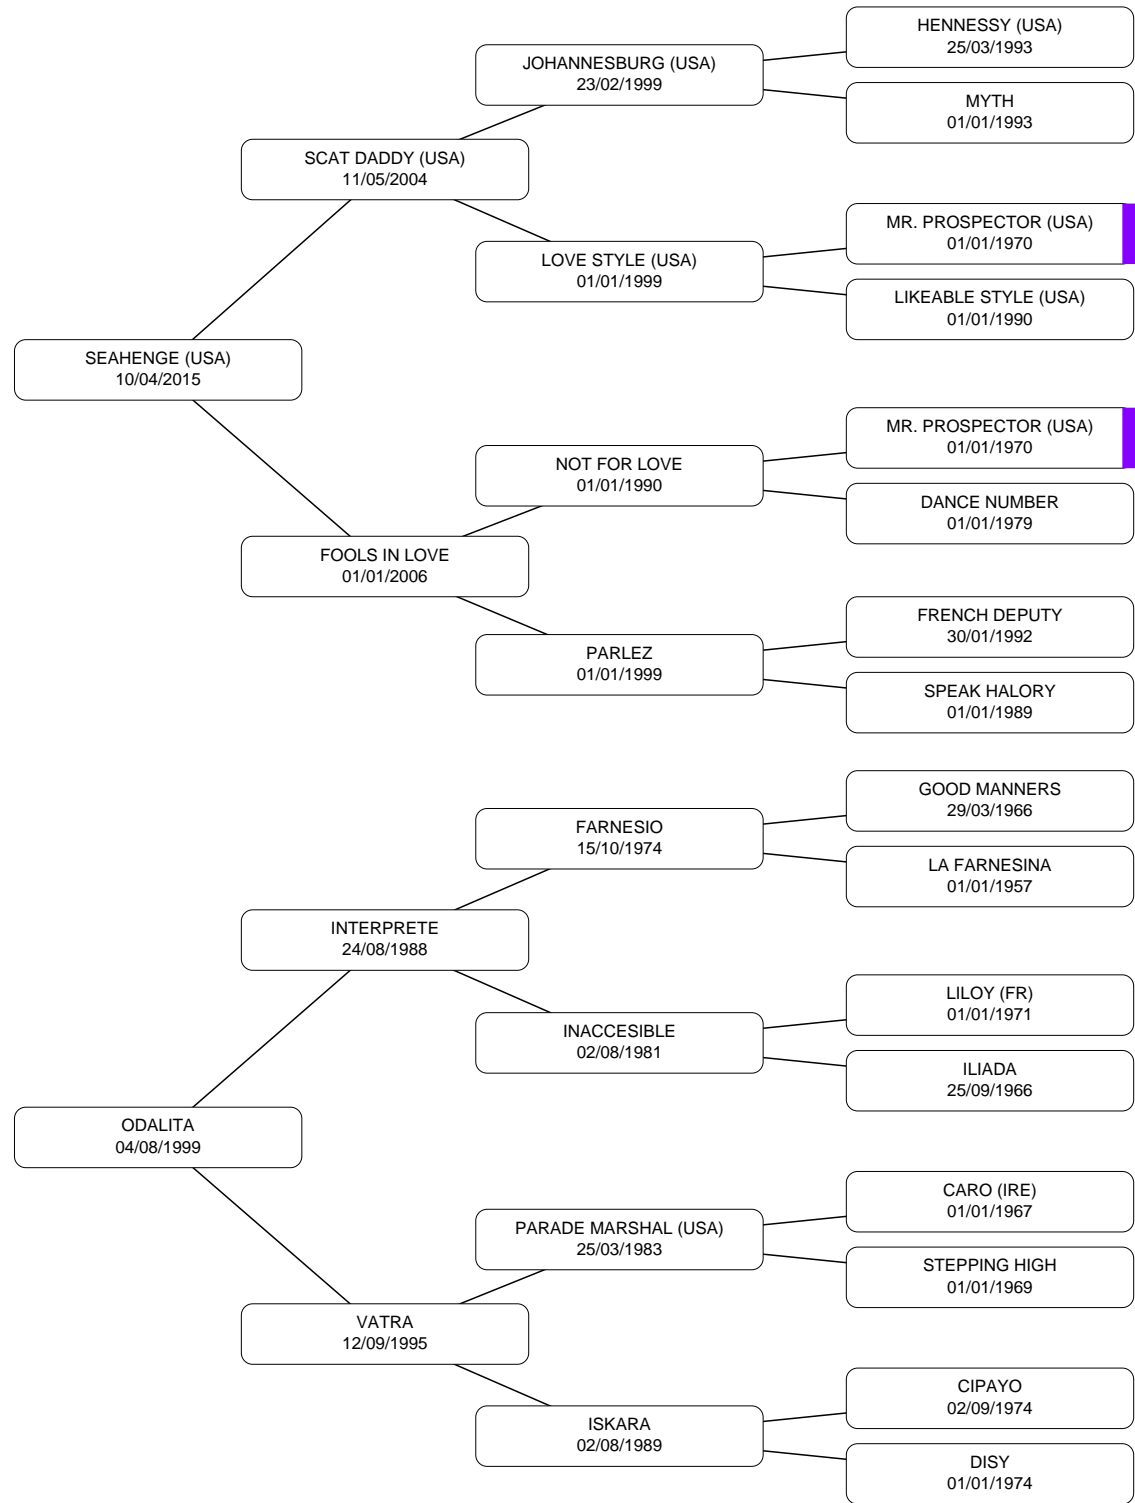 HENNESSY (USA)
25/03/1993
JOHANNESBURG (USA)
23/02/1999
MYTH
01/01/1993
SCAT DADDY (USA)
11/05/2004
MR. PROSPECTOR (USA)
01/01/1970
LOVE STYLE (USA)
01/01/1999
LIKEABLE STYLE (USA)
01/01/1990
SEAHENGE (USA)
10/04/2015
MR. PROSPECTOR (USA)
01/01/1970
NOT FOR LOVE
01/01/1990
DANCE NUMBER
01/01/1979
FOOLS IN LOVE
01/01/2006
FRENCH DEPUTY
30/01/1992
PARLEZ
01/01/1999
SPEAK HALORY
01/01/1989
GOOD MANNERS
29/03/1966
FARNESIO
15/10/1974
LA FARNESINA
01/01/1957
INTERPRETE
24/08/1988
LILOY (FR)
01/01/1971
INACCESIBLE
02/08/1981
ILIADA
25/09/1966
ODALITA
04/08/1999
CARO (IRE)
01/01/1967
PARADE MARSHAL (USA)
25/03/1983
STEPPING HIGH
01/01/1969
VATRA
12/09/1995
CIPAYO
02/09/1974
ISKARA
02/08/1989
DISY
01/01/1974